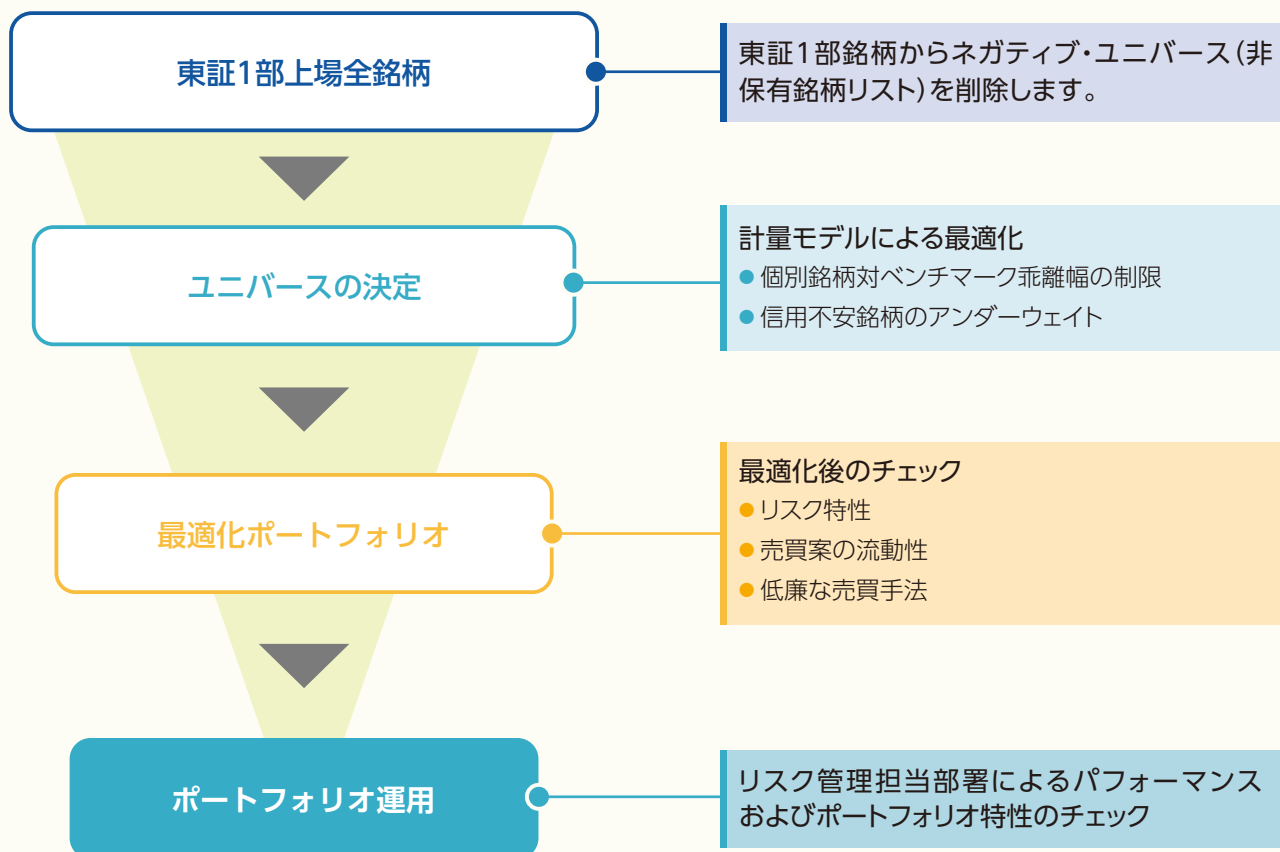 東証1部上場全銘柄
東証1部銘柄からネガティブ・ユニバース（非
保有銘柄リスト）を削除します。
ユニバースの決定
計量モデルによる最適化
● 個別銘柄対ベンチマーク乖離幅の制限
● 信用不安銘柄のアンダーウェイト
最適化ポートフォリオ
最適化後のチェック
● リスク特性
● 売買案の流動性
● 低廉な売買手法
ポートフォリオ運用
リスク管理担当部署によるパフォーマンス
およびポートフォリオ特性のチェック